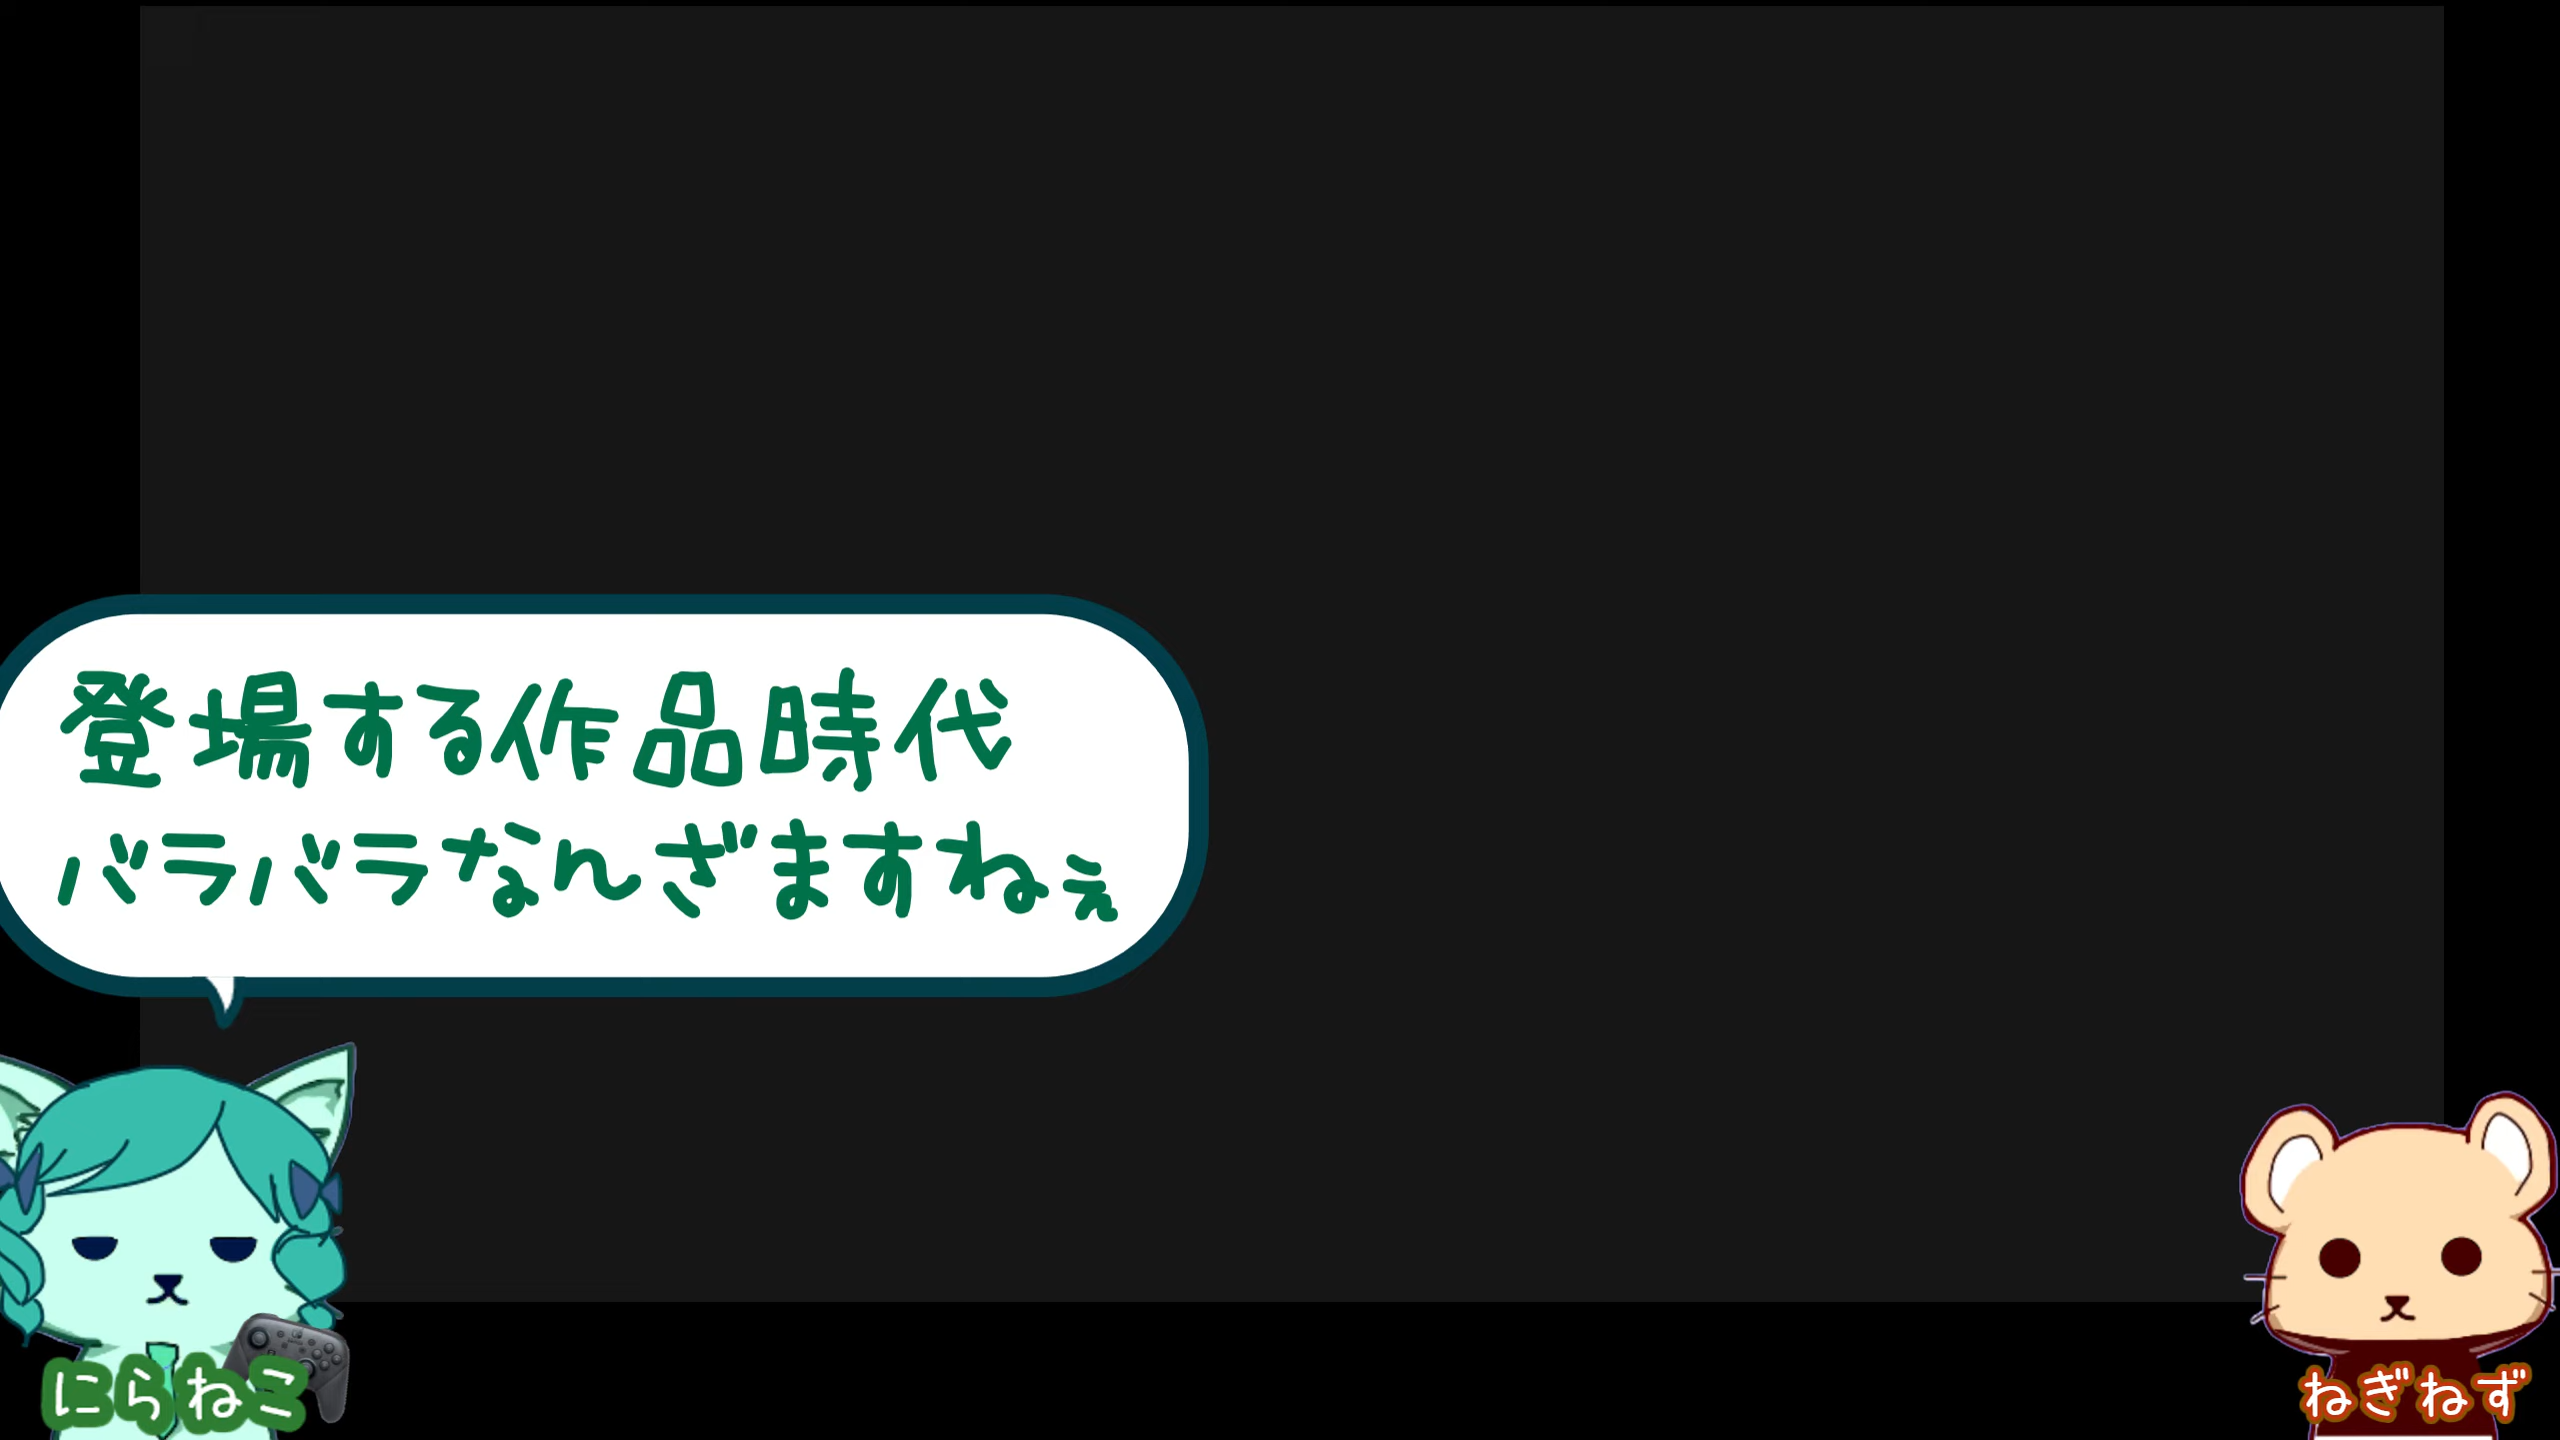 登場する作品時代
バラバラなんざますねぇ
にらねこ
ねぎねず